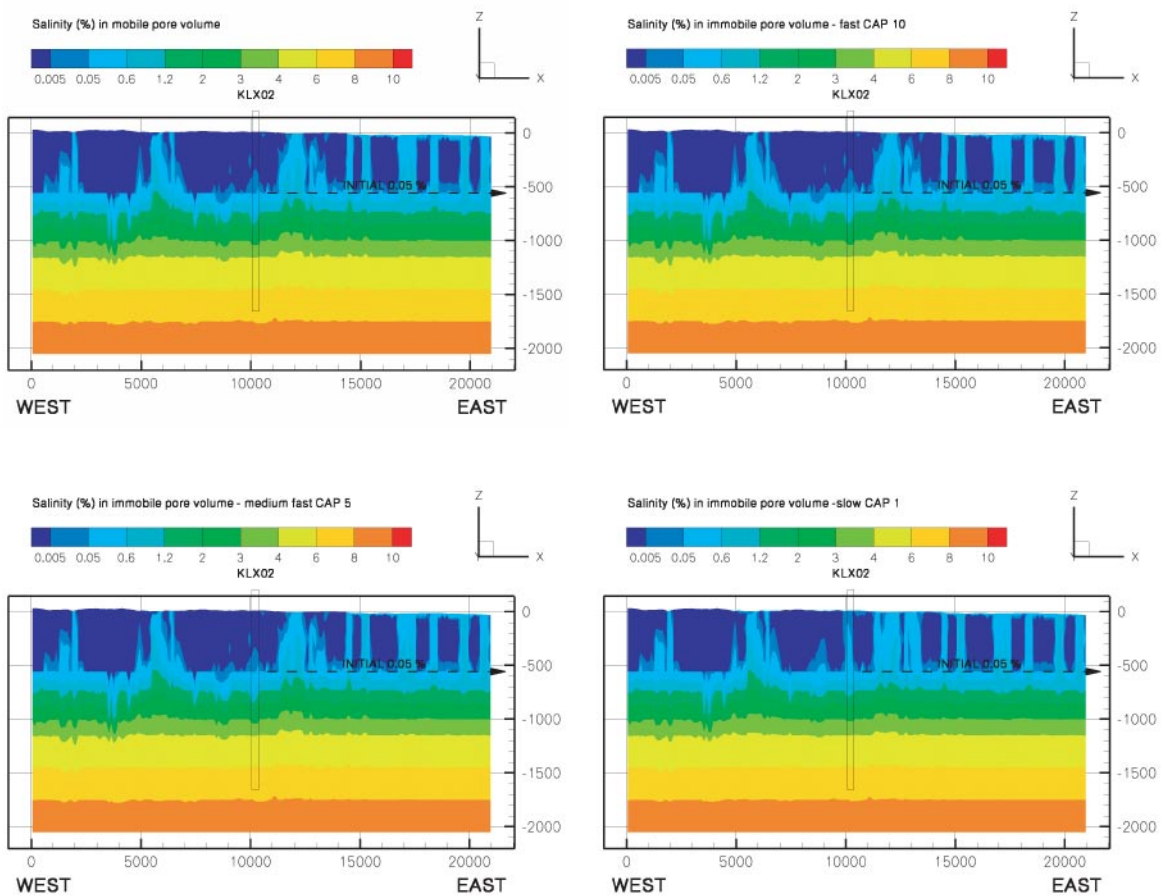 Salinity (%) in mobile pore volume
Z
X
0.005 0.05 0.6 1.2 2 3 4 6 8 10
KLX02
0
-500
INITIAL 0.05 %
-1000
-1500
-2000
0 5000 10000 15000 20000
WEST EAST
Salinity (%) in immobile pore volume - fast CAP 10
Z
X
0.005 0.05 0.6 1.2 2 3 4 6 8 10
KLX02
0
-500
INITIAL 0.05 %
-1000
-1500
-2000
0 5000 10000 15000 20000
WEST EAST
Salinity (%) in immobile pore volume - medium fast CAP 5
Z
X
0.005 0.05 0.6 1.2 2 3 4 6 8 10
KLX02
0
-500
INITIAL 0.05 %
-1000
-1500
-2000
0 5000 10000 15000 20000
WEST EAST
Salinity (%) in immobile pore volume -slow CAP 1
Z
X
0.005 0.05 0.6 1.2 2 3 4 6 8 10
KLX02
0
-500
INITIAL 0.05 %
-1000
-1500
-2000
0 5000 10000 15000 20000
WEST EAST